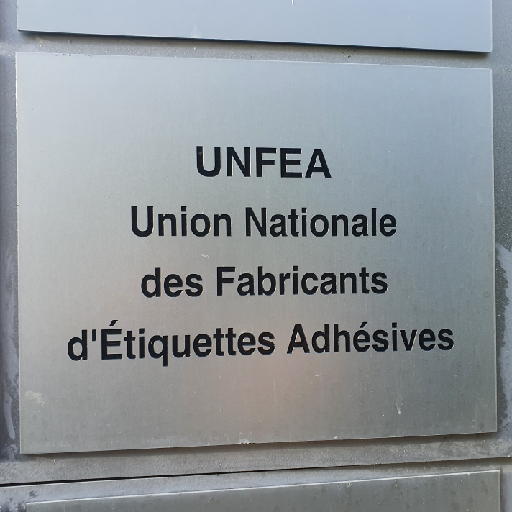 UNFEA
Union Nationale
des Fabricants
d'Étiquettes Adhésives